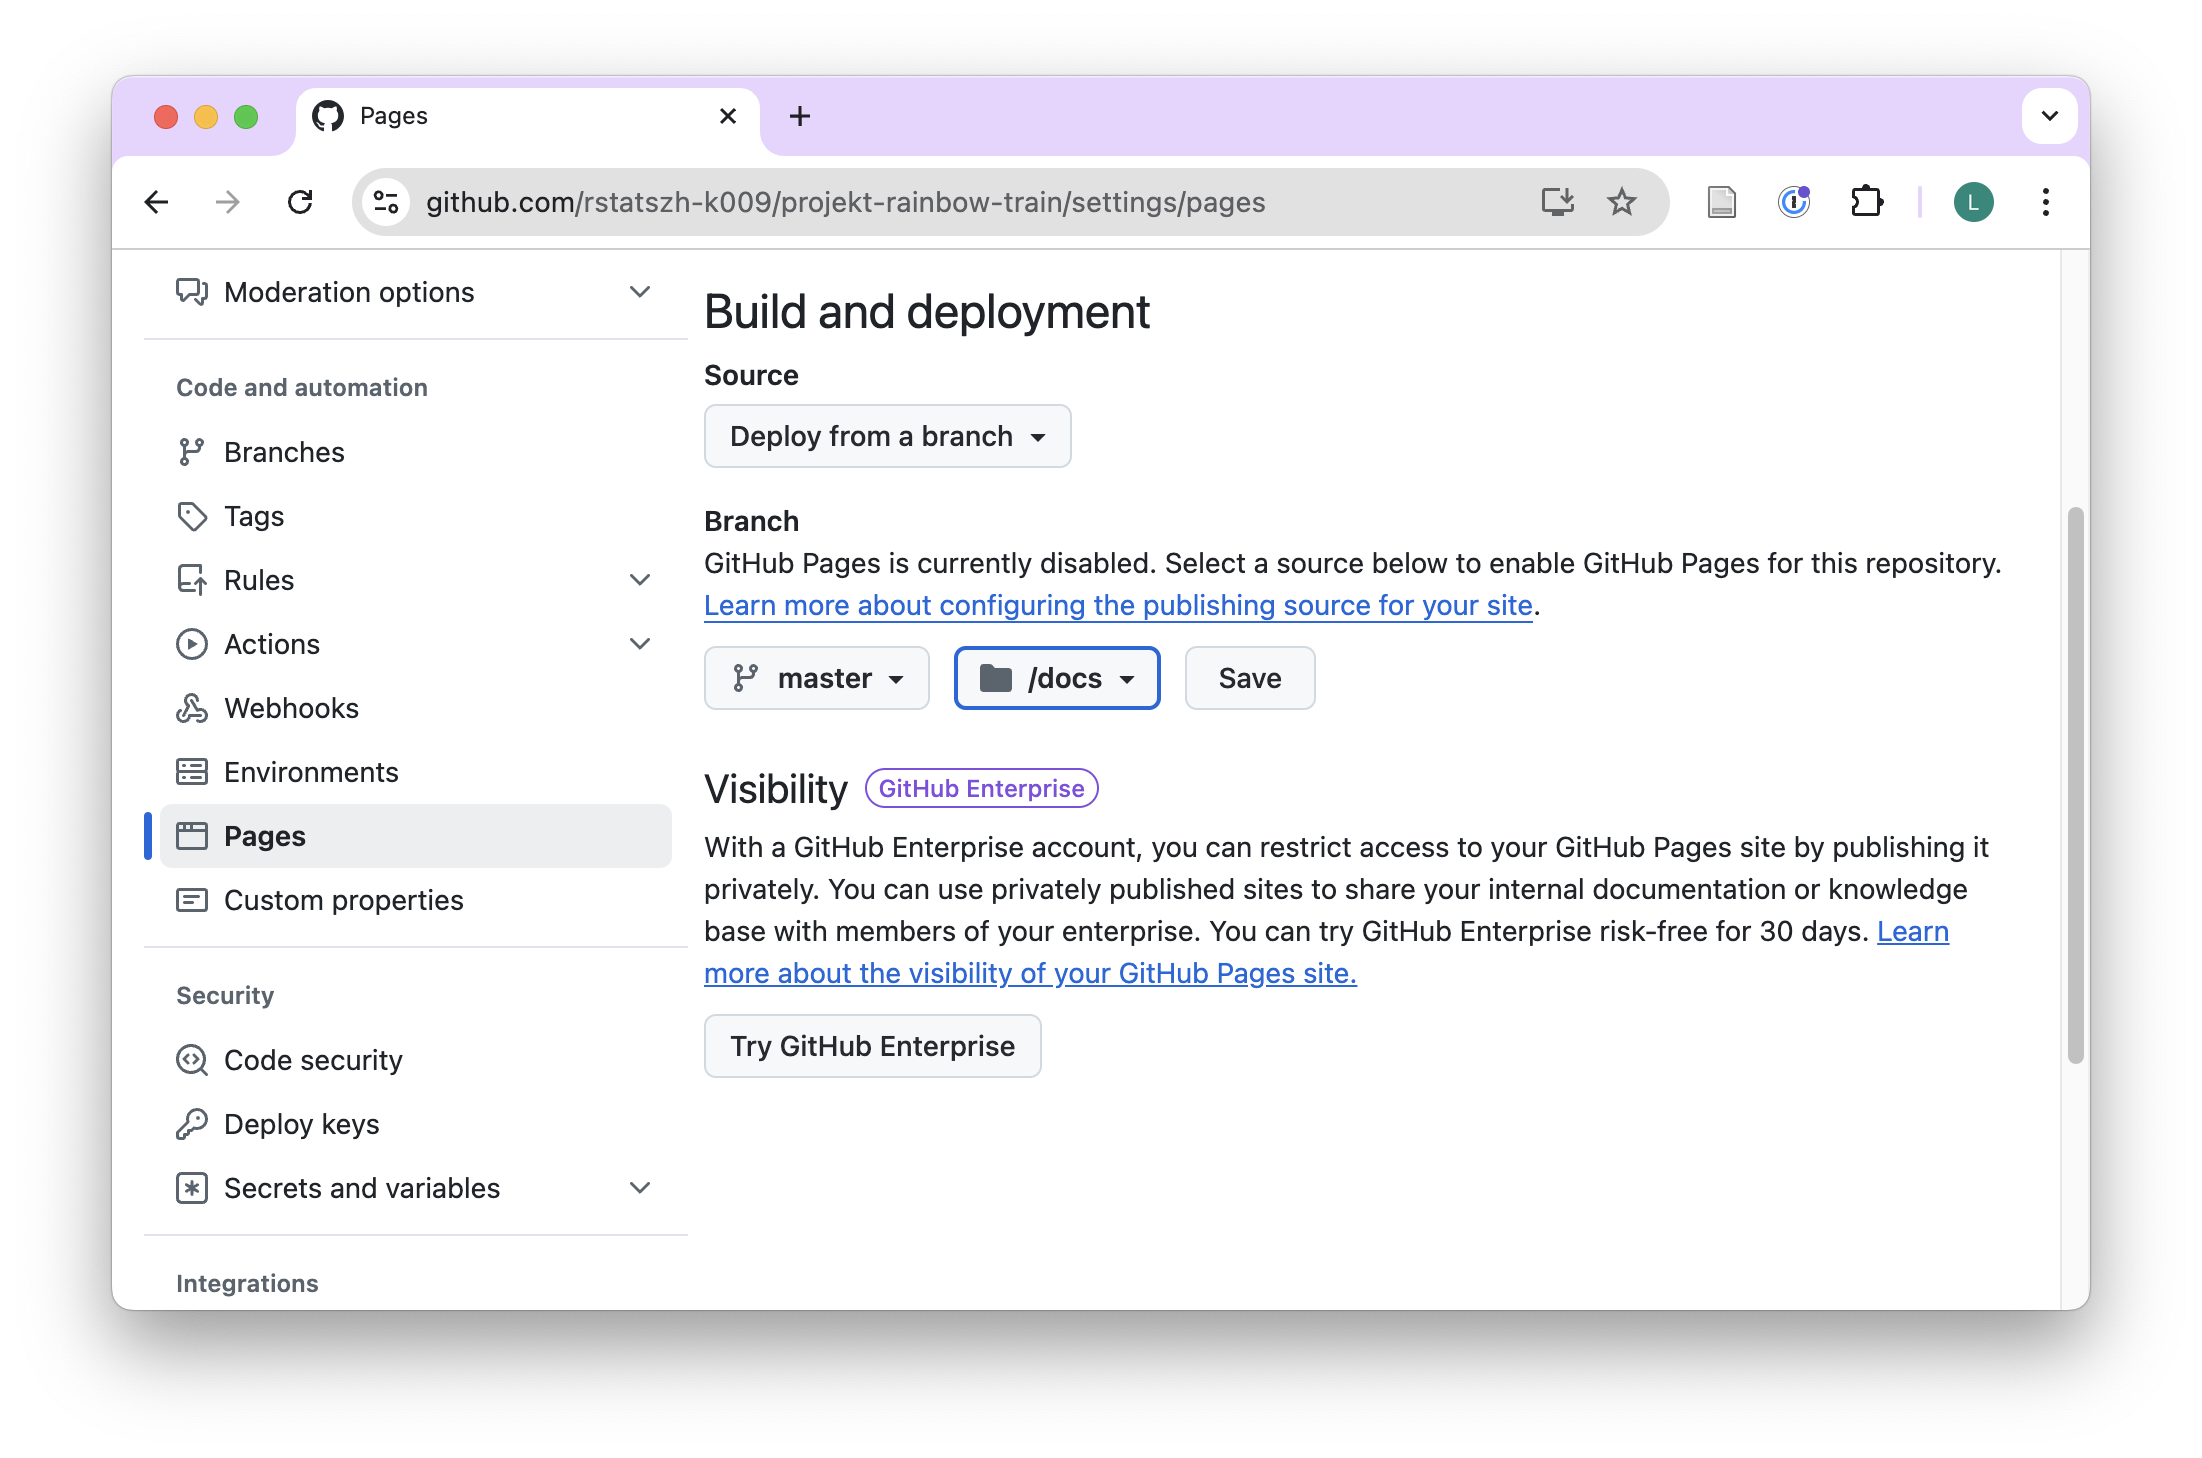 Pages
github.com/rstatszh-k009/projekt-rainbow-train/settings/pages
L
Moderation options
Code and automation
Branches
Tags
Rules
Actions
Webhooks
Environments
Pages
Custom properties
Security
Code security
Deploy keys
Secrets and variables
Integrations
Build and deployment
Source
Deploy from a branch
Branch
GitHub Pages is currently disabled. Select a source below to enable GitHub Pages for this repository.
Learn more about configuring the publishing source for your site.
master /docs Save
Visibility GitHub Enterprise
With a GitHub Enterprise account, you can restrict access to your GitHub Pages site by publishing it
privately. You can use privately published sites to share your internal documentation or knowledge
base with members of your enterprise. You can try GitHub Enterprise risk-free for 30 days. Learn
more about the visibility of your GitHub Pages site.
Try GitHub Enterprise